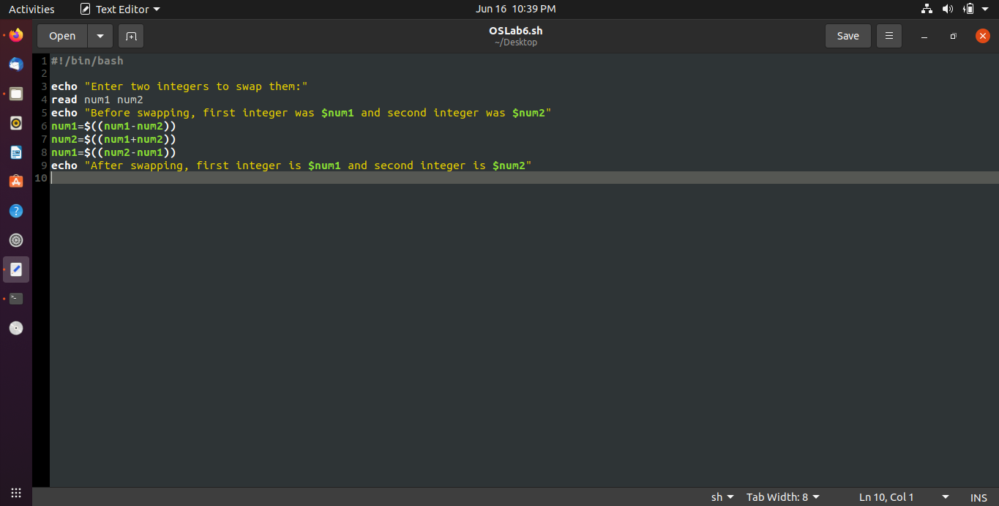 Activities Text Editor Jun 16 10:39 PM
Open OSLab6.sh Save
~/Desktop
1 #!/bin/bash
2
3 echo "Enter two integers to swap them:"
4 read num1 num2
5 echo "Before swapping, first integer was $num1 and second integer was $num2"
6 num1=$((num1-num2))
7 num2=$((num1+num2))
8 num1=$((num2-num1))
9 echo "After swapping, first integer is $num1 and second integer is $num2"
10
sh Tab Width: 8 Ln 10, Col 1 INS